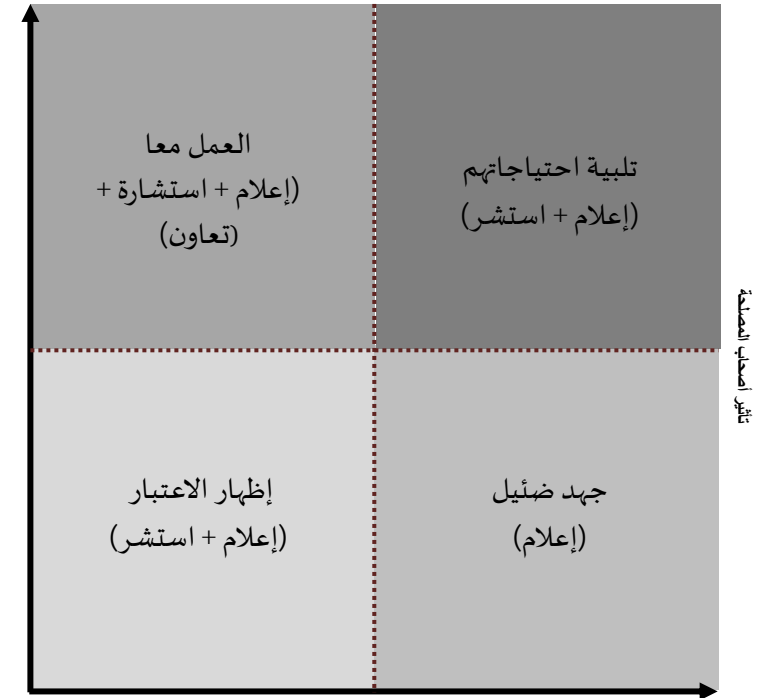 تلبية احتياجاتهم
(إعلام + استشر)
العمل معا
(إعلام + استشارة +
تعاون)
تأثير أصحاب المصلحة
جهد ضئيل
(إعلام)
إظهار الاعتبار
(إعلام + استشر)